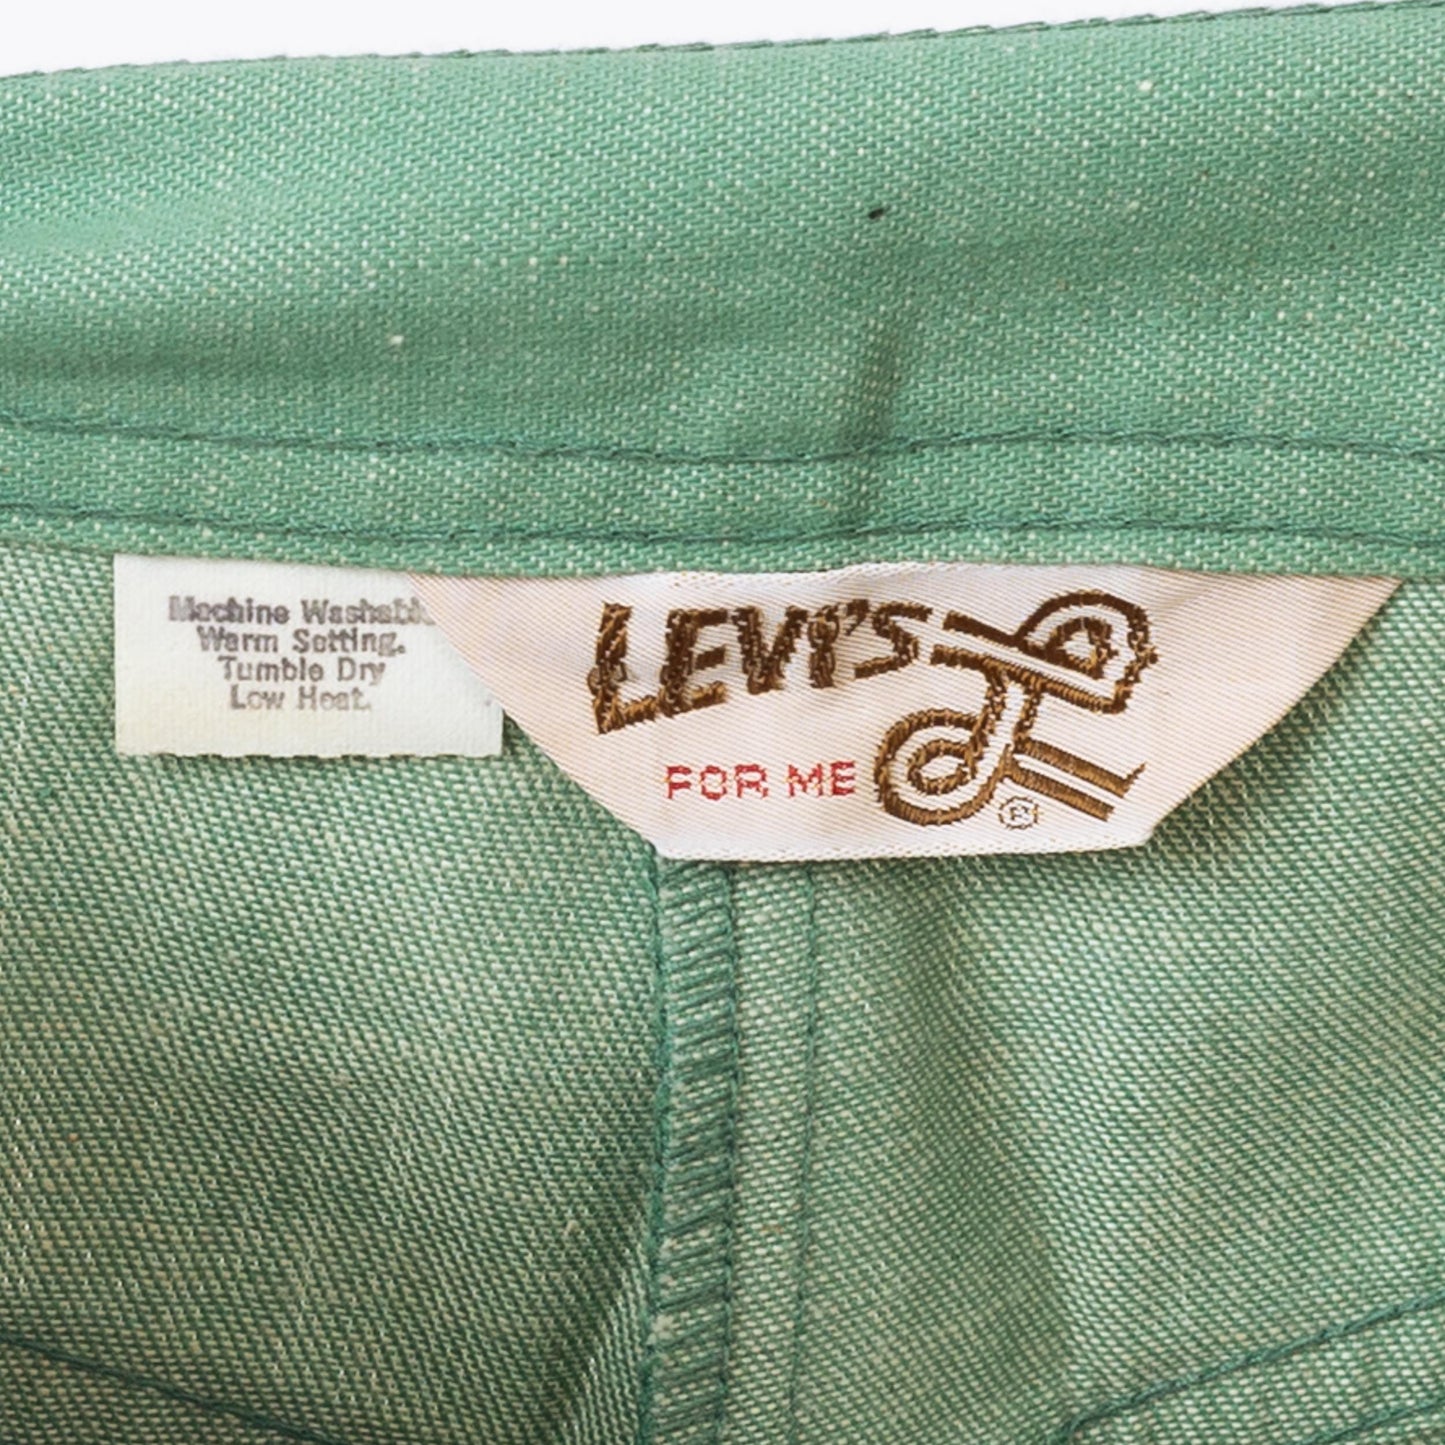 Machine Washable
Warm Setting.
Tumble Dry
Low Heat.
LEVI'S
FOR ME
®